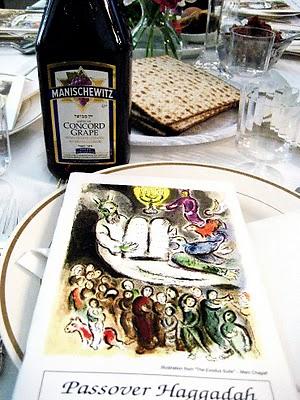 MANISCHEWITZ
CONCORD
GRAPE
Illustration from "The Exodus Suite" - Marc Chagall
Passover Haggadah